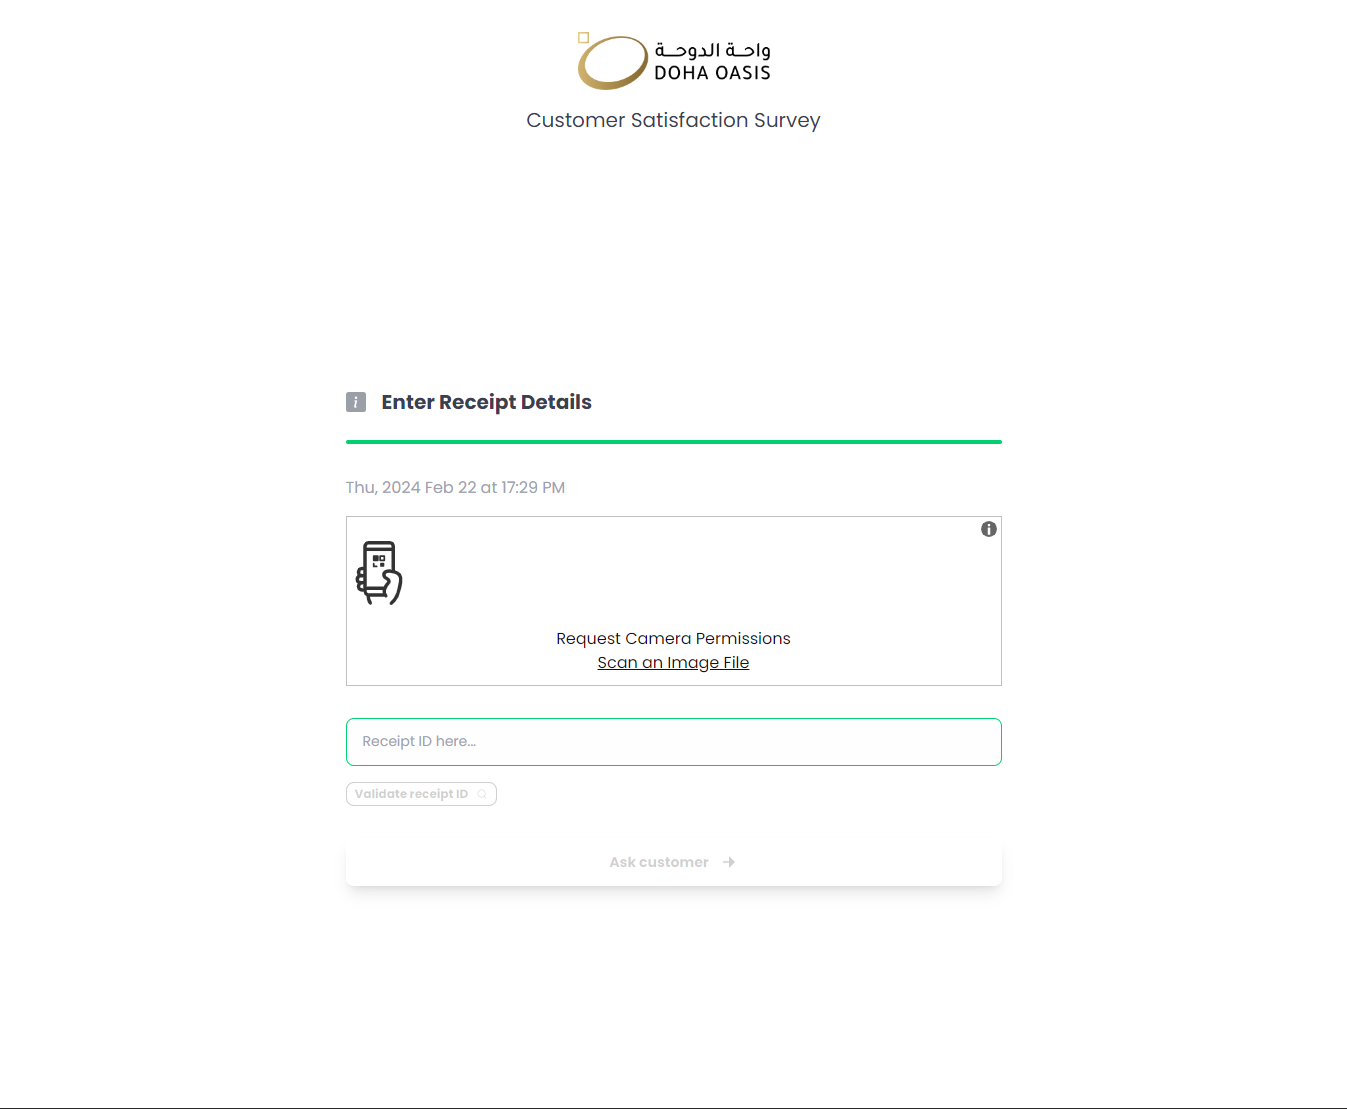 واحة الدوحة
DOHA OASIS
Customer Satisfaction Survey
Enter Receipt Details
Thu, 2024 Feb 22 at 17:29 PM
Request Camera Permissions
Scan an Image File
Receipt ID here...
Validate receipt ID
Ask customer